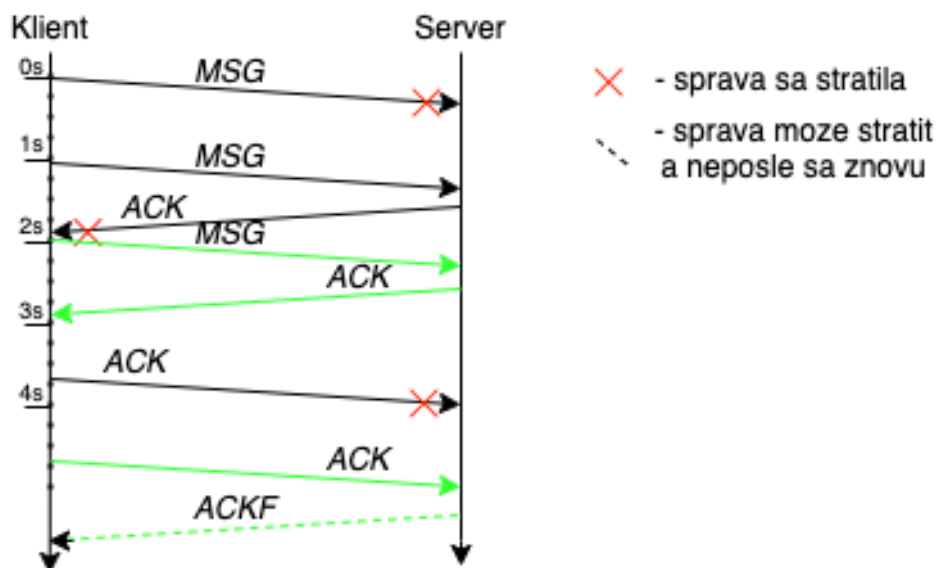 Klient
Server
0s
MSG
1s
MSG
ACK
2s
MSG
ACK
3s
ACK
4s
ACK
ACKF
- sprava sa stratila
- sprava moze stratit
a neposle sa znovu